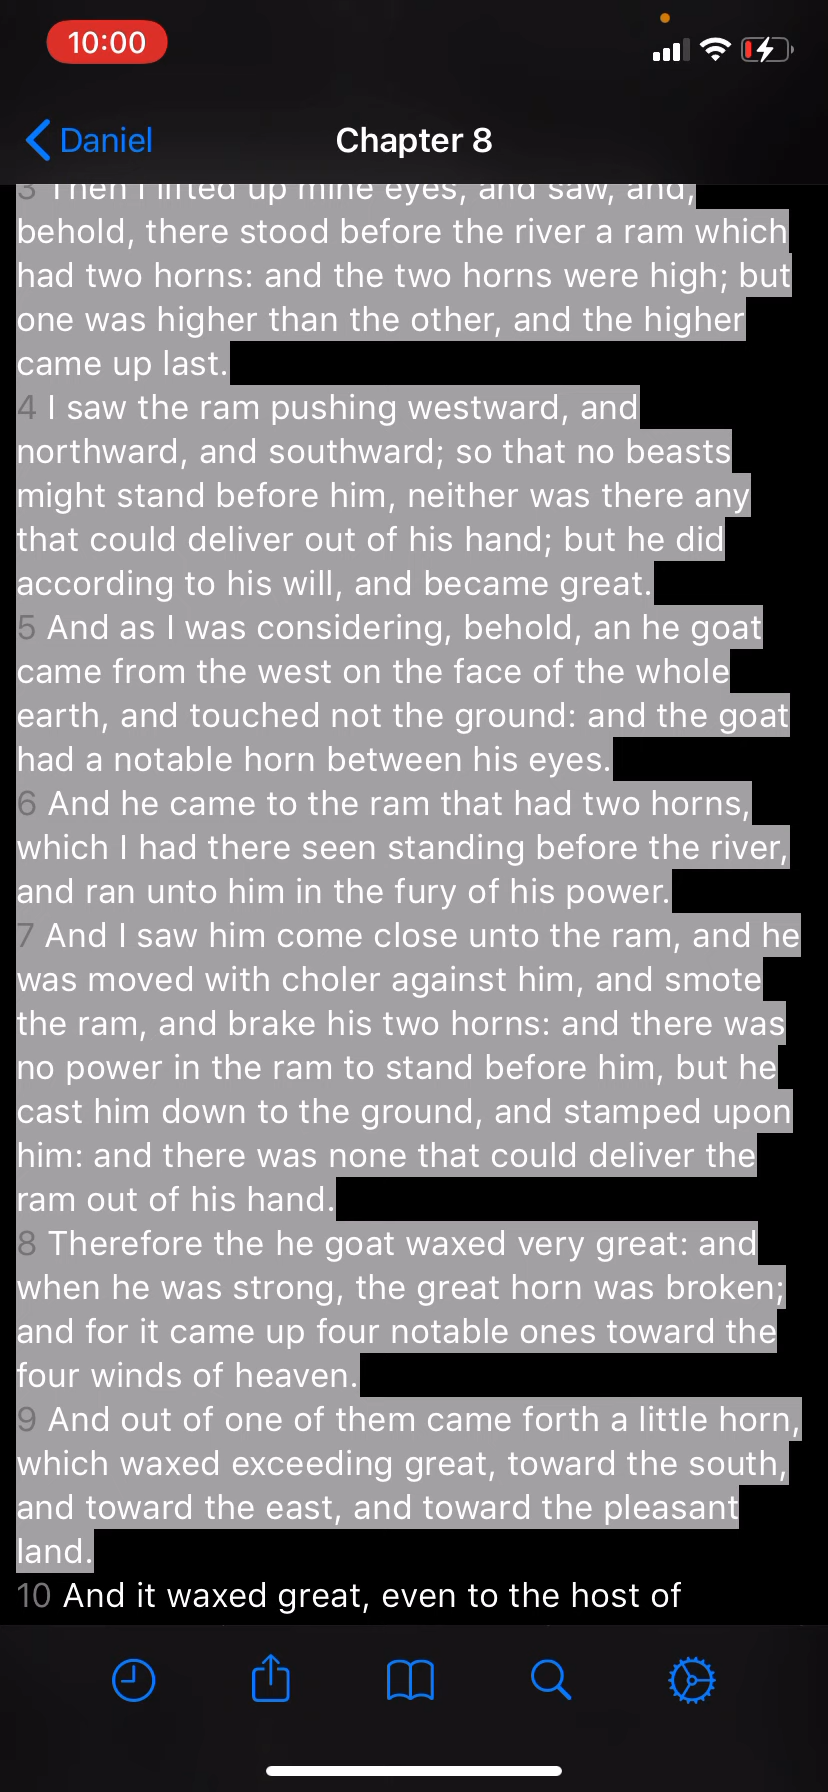 10:00
Daniel
Chapter 8
3 Then I lifted up mine eyes, and saw, and,
behold, there stood before the river a ram which
had two horns: and the two horns were high; but
one was higher than the other, and the higher
came up last.
4 I saw the ram pushing westward, and
northward, and southward; so that no beasts
might stand before him, neither was there any
that could deliver out of his hand; but he did
according to his will, and became great.
5 And as I was considering, behold, an he goat
came from the west on the face of the whole
earth, and touched not the ground: and the goat
had a notable horn between his eyes.
6 And he came to the ram that had two horns,
which I had there seen standing before the river,
and ran unto him in the fury of his power.
7 And I saw him come close unto the ram, and he
was moved with choler against him, and smote
the ram, and brake his two horns: and there was
no power in the ram to stand before him, but he
cast him down to the ground, and stamped upon
him: and there was none that could deliver the
ram out of his hand.
8 Therefore the he goat waxed very great: and
when he was strong, the great horn was broken;
and for it came up four notable ones toward the
four winds of heaven.
9 And out of one of them came forth a little horn,
which waxed exceeding great, toward the south,
and toward the east, and toward the pleasant
land.
10 And it waxed great, even to the host of